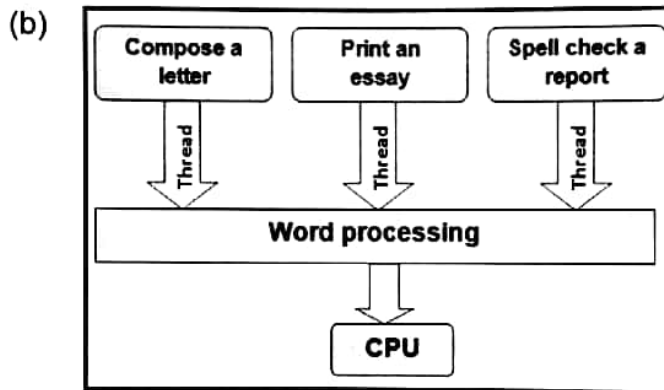 (b)
Compose a
letter
Print an
essay
Spell check a
report
Thread
Thread
Thread
Word processing
CPU